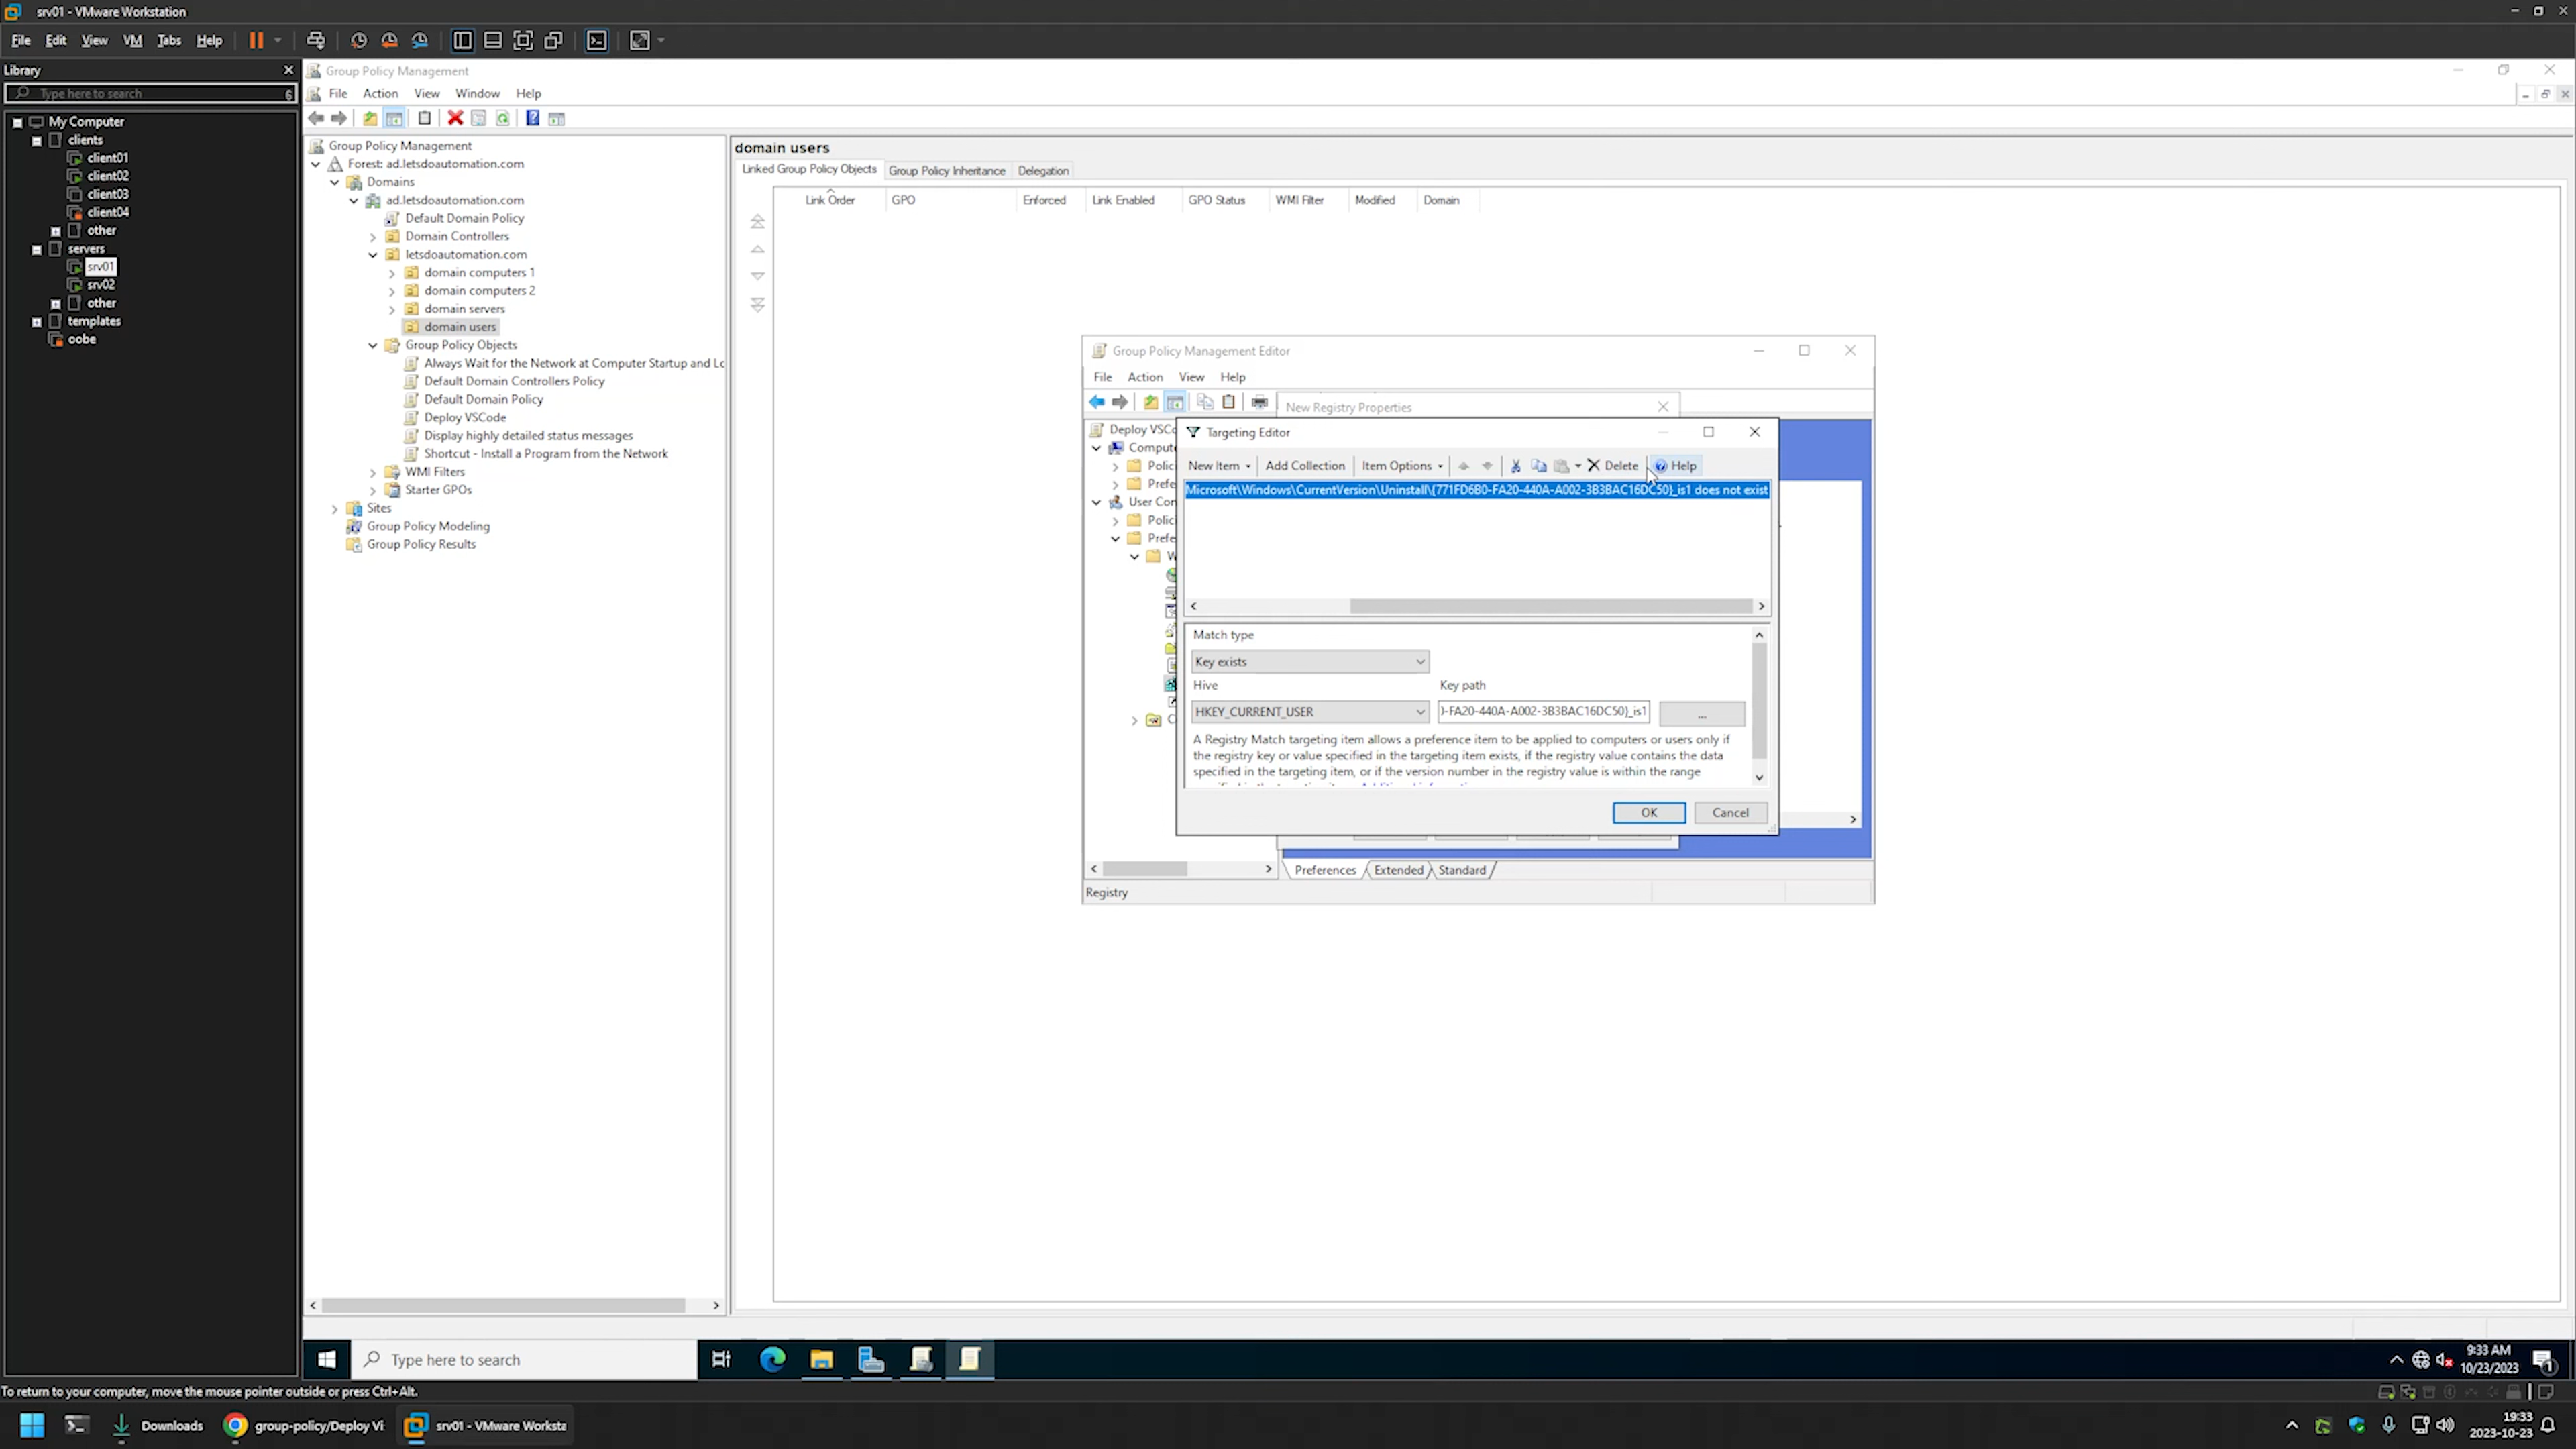 srv01 - VMware Workstation
File Edit View VM Tabs Help
Library
Type here to search
My Computer
clients
client01
client02
client03
client04
other
servers
srv01
srv02
other
templates
oobe
Group Policy Management
File Action View Window Help
Group Policy Management
Forest: ad.letsdoautomation.com
Domains
ad.letsdoautomation.com
Default Domain Policy
Domain Controllers
letsdoautomation.com
domain computers 1
domain computers 2
domain servers
domain users
Group Policy Objects
Always Wait for the Network at Computer Startup and Lc
Default Domain Controllers Policy
Default Domain Policy
Deploy VSCode
Display highly detailed status messages
Shortcut - Install a Program from the Network
WMI Filters
Starter GPOs
Sites
Group Policy Modeling
Group Policy Results
domain users
Linked Group Policy Objects Group Policy Inheritance Delegation
Link Order GPO Enforced Link Enabled GPO Status WMI Filter Modified Domain
Group Policy Management Editor
File Action View Help
New Registry Properties
Deploy VSCo
Compute
Polic
Prefe
User Con
Polic
Prefe
W
C
Targeting Editor
New Item Add Collection Item Options Delete Help
Microsoft\Windows\CurrentVersion\Uninstall\{771FD6B0-FA20-440A-A002-3B3BAC16DC50}_is1 does not exist
Match type
Key exists
Hive Key path
HKEY_CURRENT_USER )-FA20-440A-A002-3B3BAC16DC50}_is1 ...
A Registry Match targeting item allows a preference item to be applied to computers or users only if
the registry key or value specified in the targeting item exists, if the registry value contains the data
specified in the targeting item, or if the version number in the registry value is within the range
OK Cancel
Preferences Extended Standard
Registry
Type here to search
9:33 AM
10/23/2023
1
To return to your computer, move the mouse pointer outside or press Ctrl+Alt.
Downloads
group-policy/Deploy Vi
srv01 - VMware Worksta
19:33
2023-10-23